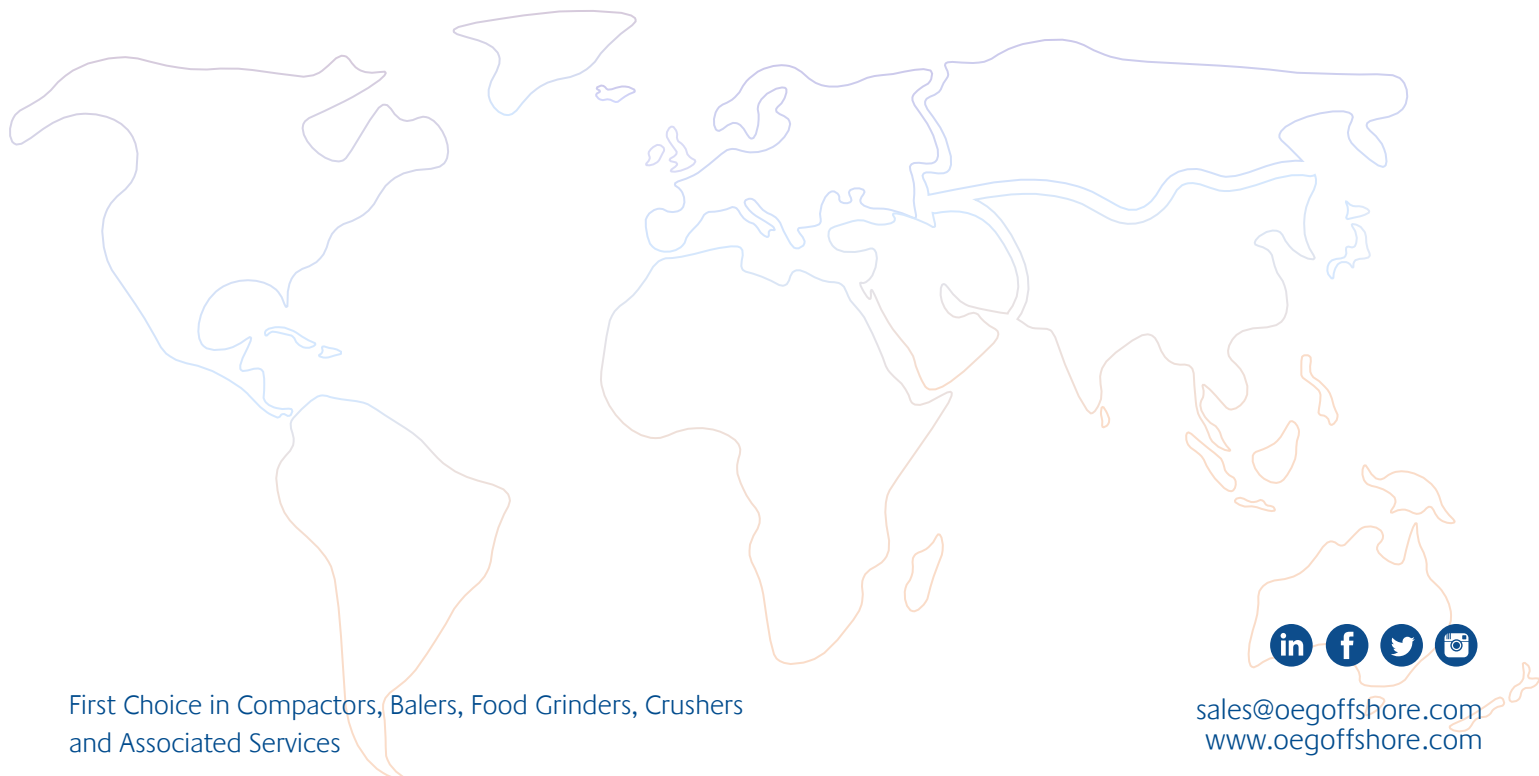 First Choice in Compactors, Balers, Food Grinders, Crushers
and Associated Services
sales@oegoffshore.com
www.oegoffshore.com